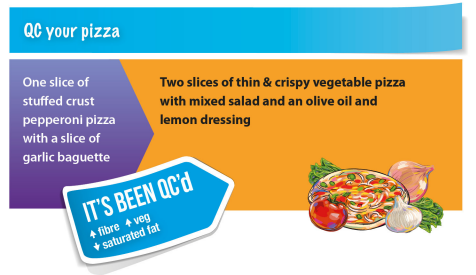 QC your pizza
One slice of
stuffed crust
pepperoni pizza
with a slice of
garlic baguette
Two slices of thin & crispy vegetable pizza
with mixed salad and an olive oil and
lemon dressing
IT'S BEEN QC'd
↑ fibre ↑ veg
↓ saturated fat